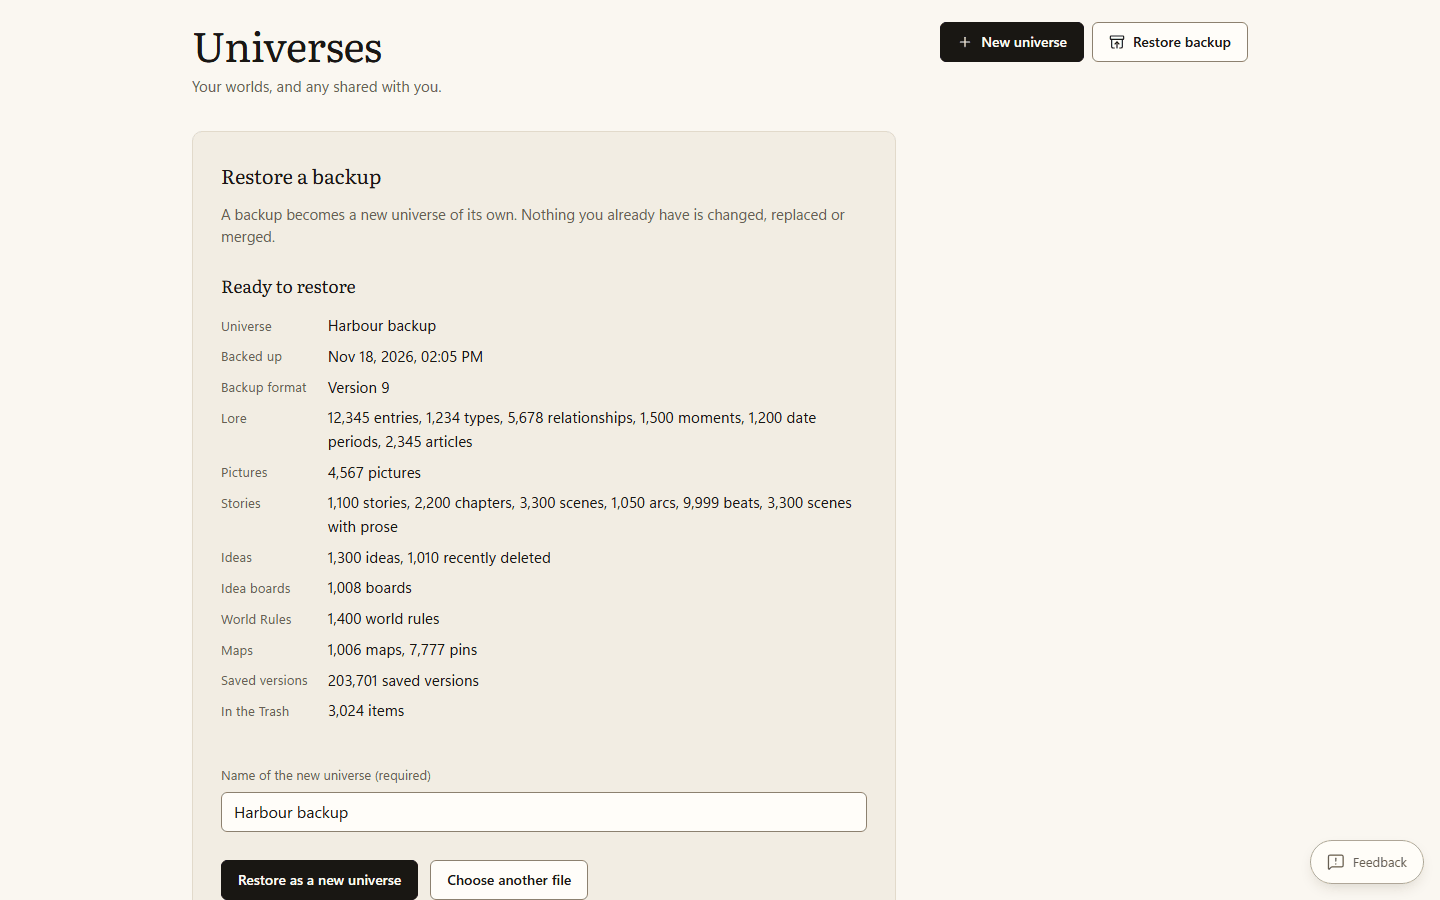 Universes
New universe
Restore backup
Your worlds, and any shared with you.
Restore a backup
A backup becomes a new universe of its own. Nothing you already have is changed, replaced or
merged.
Ready to restore
Universe Harbour backup
Backed up Nov 18, 2026, 02:05 PM
Backup format Version 9
Lore 12,345 entries, 1,234 types, 5,678 relationships, 1,500 moments, 1,200 date
periods, 2,345 articles
Pictures 4,567 pictures
Stories 1,100 stories, 2,200 chapters, 3,300 scenes, 1,050 arcs, 9,999 beats, 3,300 scenes
with prose
Ideas 1,300 ideas, 1,010 recently deleted
Idea boards 1,008 boards
World Rules 1,400 world rules
Maps 1,006 maps, 7,777 pins
Saved versions 203,701 saved versions
In the Trash 3,024 items
Name of the new universe (required)
Harbour backup
Restore as a new universe
Choose another file
Feedback